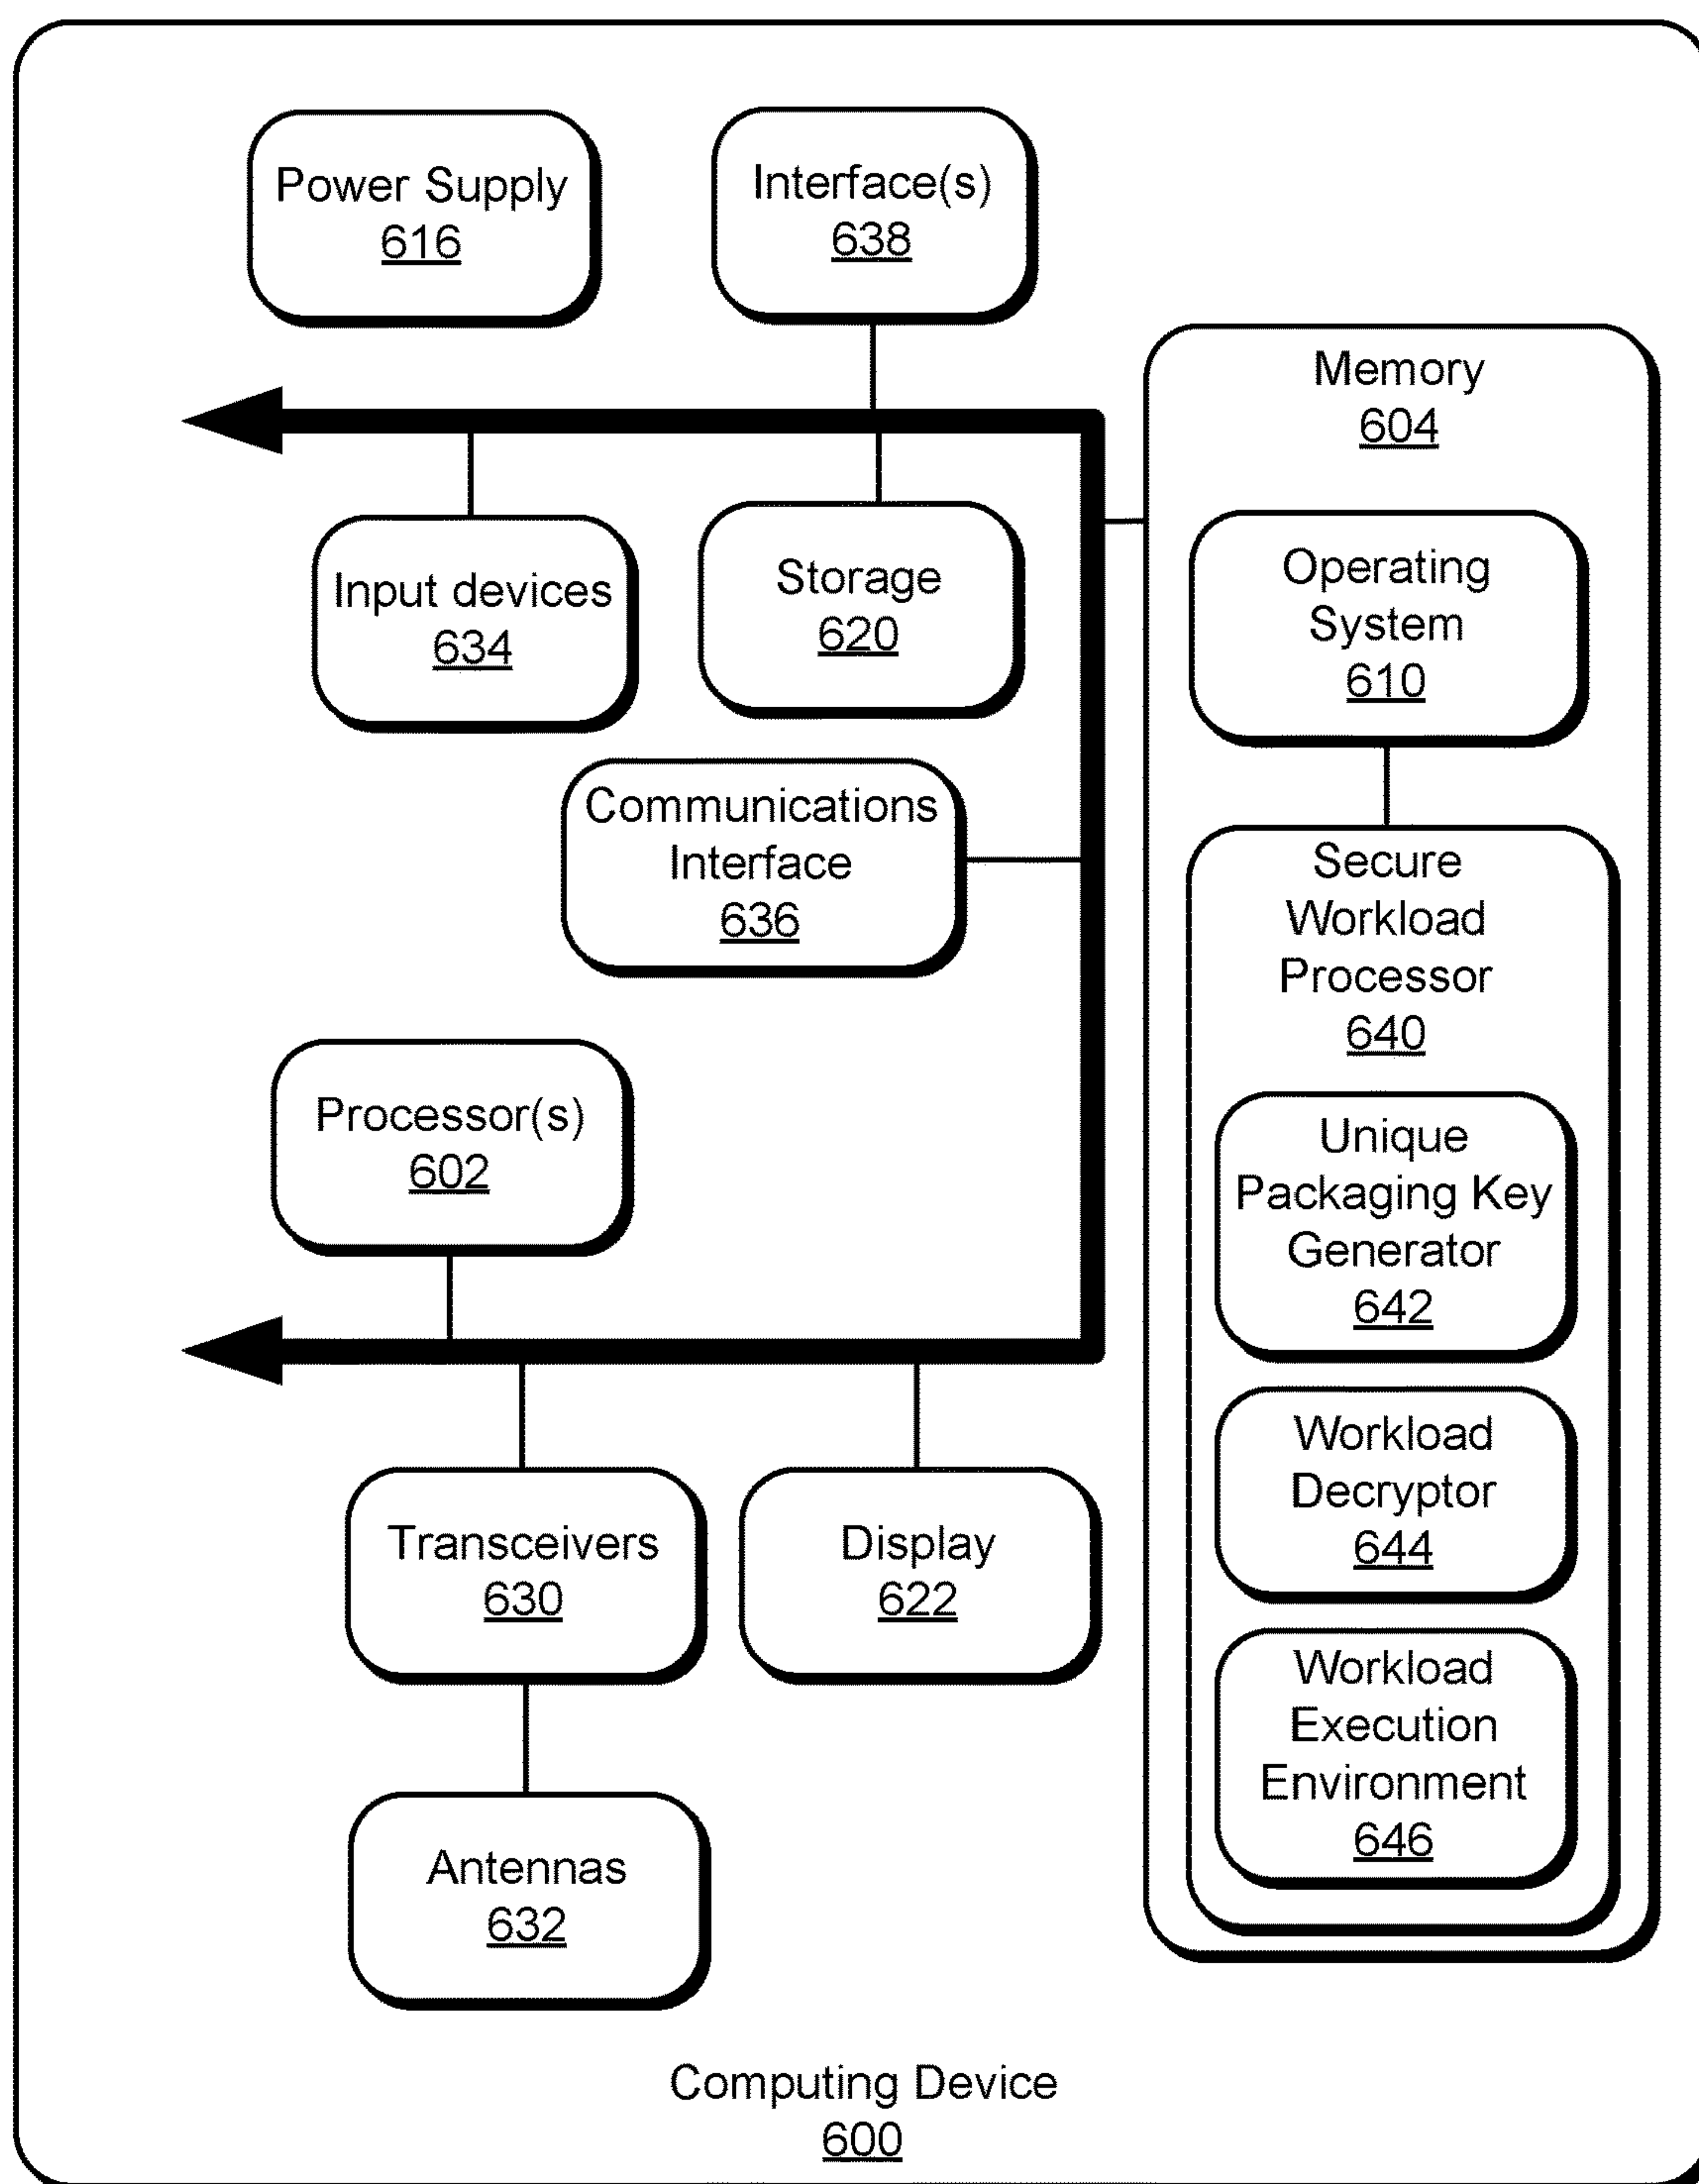 Power Supply
616
Interface(s)
638
Memory
604
Input devices
634
Storage
620
Operating
System
610
Communications
Interface
636
Secure
Workload
Processor
640
Processor(s)
602
Unique
Packaging Key
Generator
642
Workload
Decryptor
644
Transceivers
630
Display
622
Workload
Execution
Environment
646
Antennas
632
Computing Device
600